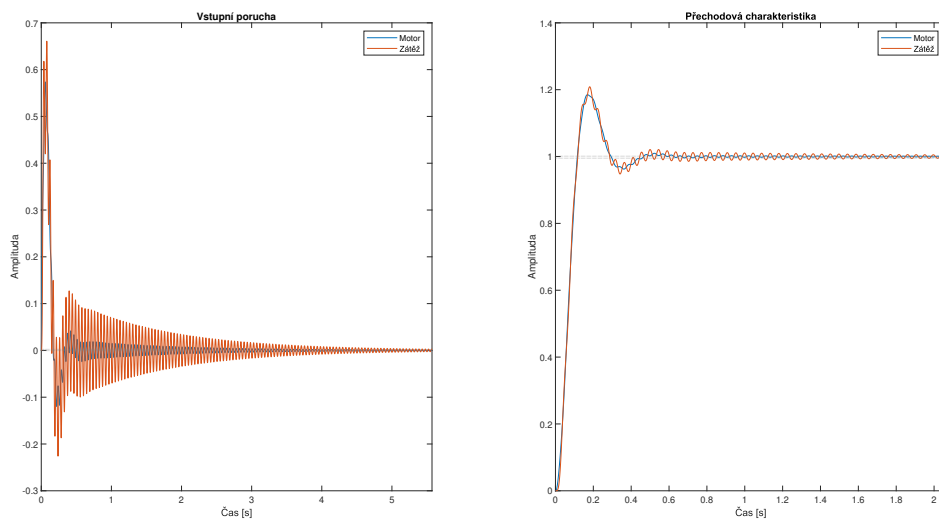 Vstupní porucha
0.7
0.6
0.5
0.4
0.3
0.2
0.1
0
-0.1
-0.2
-0.3
Amplituda
0 1 2 3 4 5
Čas [s]
Motor
Zátěž
Přechodová charakteristika
1.4
1.2
1
0.8
0.6
0.4
0.2
0
Amplituda
0 0.2 0.4 0.6 0.8 1 1.2 1.4 1.6 1.8 2
Čas [s]
Motor
Zátěž